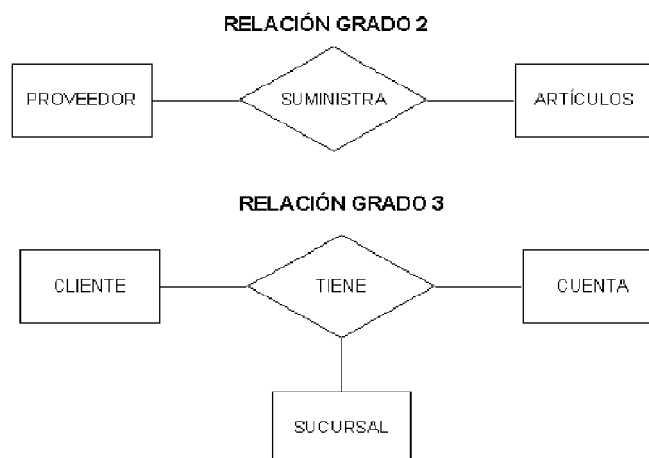 RELACIÓN GRADO 2
PROVEEDOR SUMINISTRA ARTÍCULOS
RELACIÓN GRADO 3
CLIENTE TIENE CUENTA
SUCURSAL